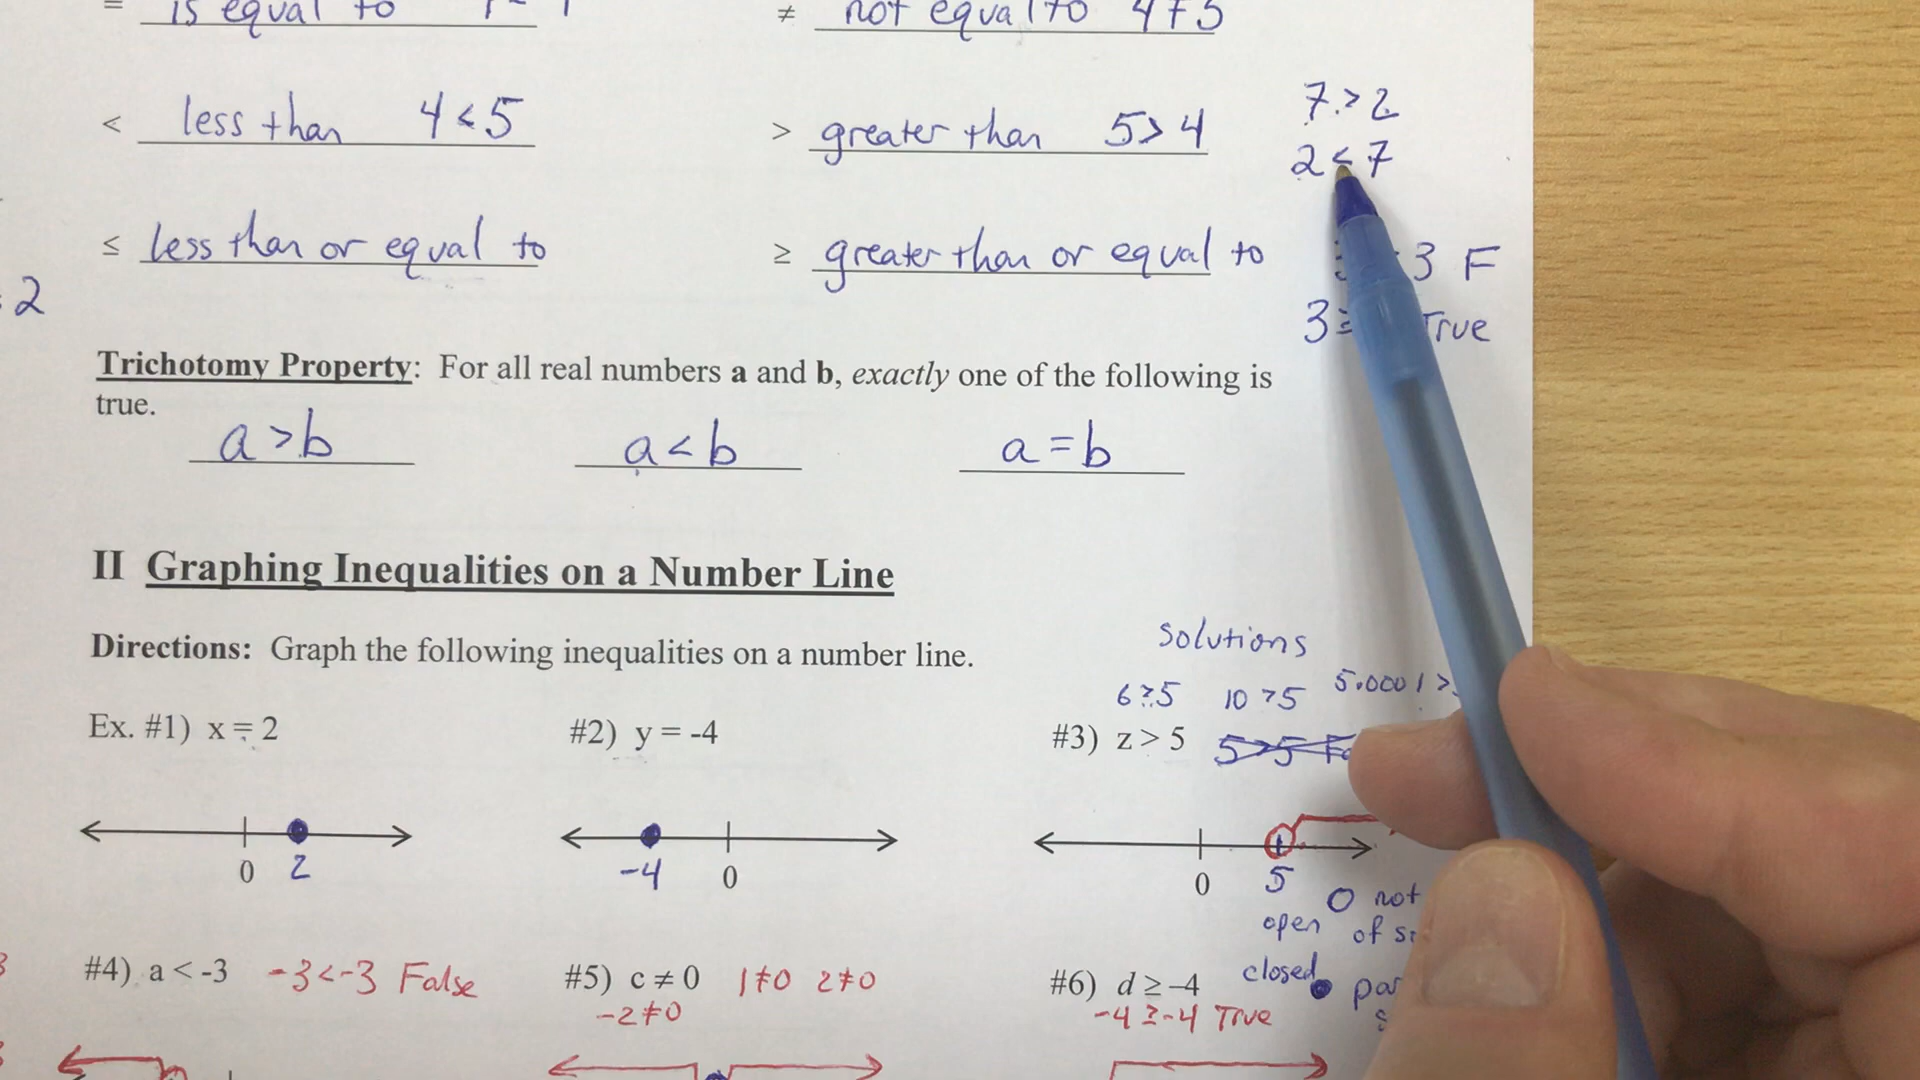 = is equal to
≠ not equal to 4≠5
< less than 4<5
> greater than 5>4
7>2
2<7
≤ less than or equal to
≥ greater than or equal to
3 F
3≥ True
2
Trichotomy Property: For all real numbers a and b, exactly one of the following is
true.
a>b a<b a=b
II Graphing Inequalities on a Number Line
Directions: Graph the following inequalities on a number line.
solutions
6>5 10>5 5.0001>
Ex. #1) x = 2 #2) y = -4 #3) z > 5 5>5
0 2 -4 0 0 5
O not
open of
#4) a < -3 -3<-3 False #5) c ≠ 0 1≠0 2≠0 #6) d ≥ -4 closed
-2≠0 -4≥-4 True